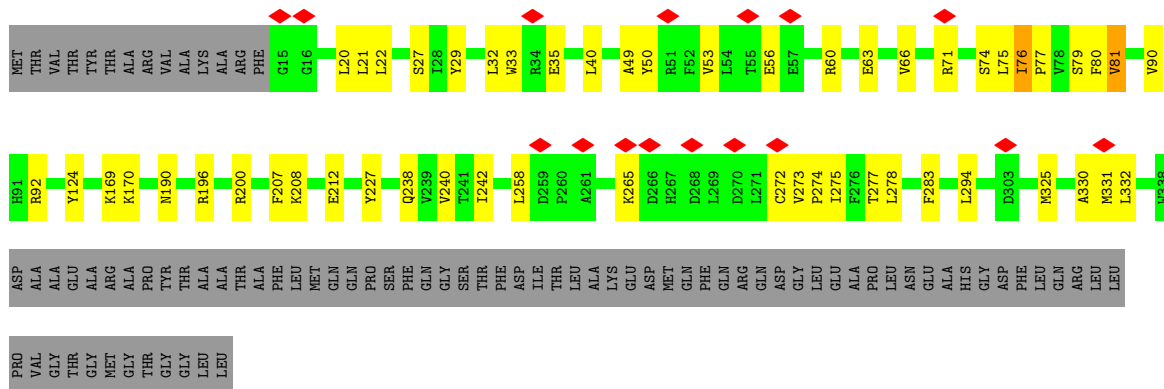 MET THR VAL THR TYR THR THR ALA ARG VAL ALA LYS ALA ARG PHE G15 G16 L20 L21 L22 S27 I28 Y29 L32 W33 R34 E35 L40 A49 Y50 R51 F52 V53 L54 T55 E56 E57 R60 E63 V66 R71 S74 L75 I76 P77 V78 S79 F80 V81 V90
H91 R92 Y124 K169 K170 N190 R196 R200 F207 K208 E212 Y227 Q238 V239 V240 T241 I242 L258 D259 P260 A261 K265 D266 H267 D268 L269 D270 L271 C272 V273 P274 I275 F276 T277 L278 F283 L294 D303 M325 A330 M331 L332 W338
ASP ALA ALA GLU ALA ARG ALA PRO TYR THR ALA ALA THR ALA PHE LEU MET GLN GLN PRO SER PHE GLN GLY SER THR PHE ASP ILE THR LEU ALA LYS GLU ASP MET GLN PHE GLN ARG GLN ASP GLY LEU GLU ALA PRO LEU ASN GLU ALA HIS GLY ASP PHE LEU GLN ARG LEU LEU
PRO VAL GLY THR GLY MET GLY THR GLY GLY LEU LEU